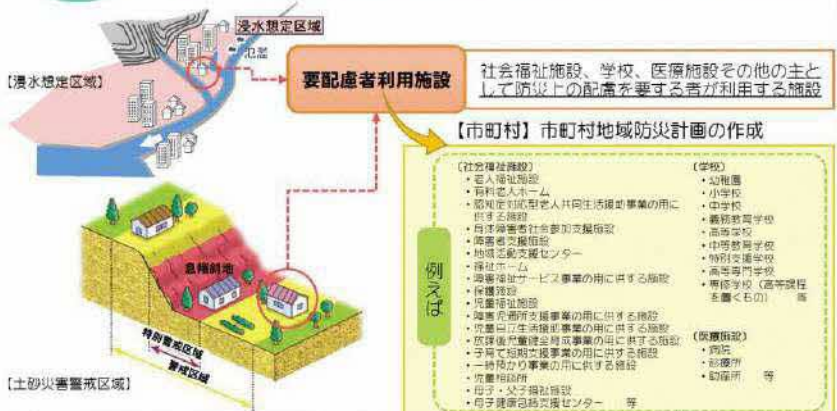 浸水想定区域
氾濫
【浸水想定区域】
要配慮者利用施設
社会福祉施設、学校、医療施設その他の主と
して防災上の配慮を要する者が利用する施設
【市町村】市町村地域防災計画の作成
例えば
(社会福祉施設)
・老人福祉施設
・有料老人ホーム
・認知症対応型老人共同生活援助事業の用に
供する施設
・身体障害者社会参加支援施設
・障害者支援施設
・地域活動支援センター
・福祉ホーム
・障害福祉サービス事業の用に供する施設
・保護施設
・児童福祉施設
・障害児通所支援事業の用に供する施設
・児童自立生活援助事業の用に供する施設
・放課後児童健全育成事業の用に供する施設
・子育て短期支援事業の用に供する施設
・一時預かり事業の用に供する施設
・児童相談所
・母子・父子福祉施設
・母子健康包括支援センター 等
(学校)
・幼稚園
・小学校
・中学校
・義務教育学校
・高等学校
・中等教育学校
・特別支援学校
・高等専門学校
・専修学校(高等課程
を置くもの) 等
(医療施設)
・病院
・診療所
・助産所 等
急傾斜地
特別警戒区域
警戒区域
【土砂災害警戒区域】